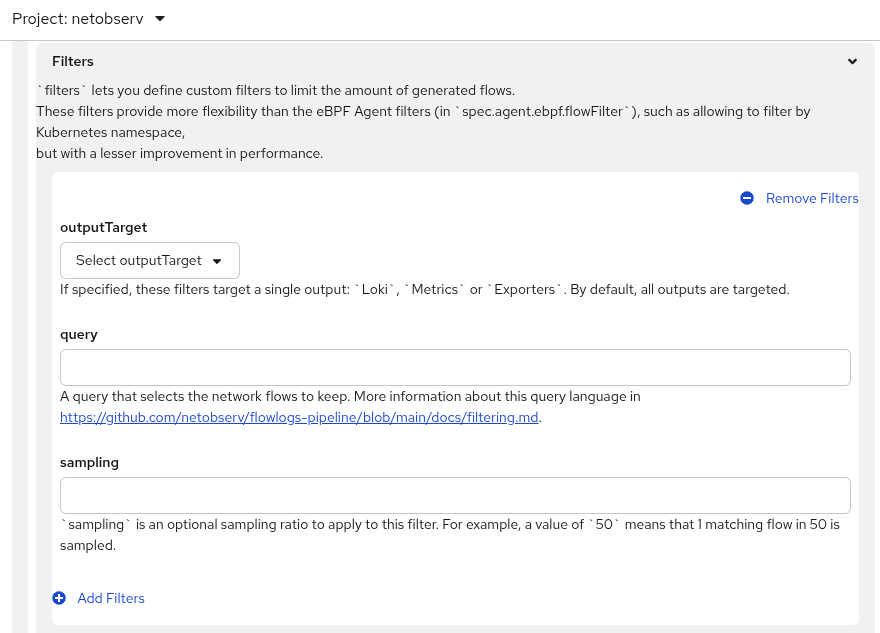 Project: netobserv
Filters
`filters` lets you define custom filters to limit the amount of generated flows.
These filters provide more flexibility than the eBPF Agent filters (in `spec.agent.ebpf.flowFilter`), such as allowing to filter by
Kubernetes namespace,
but with a lesser improvement in performance.
Remove Filters
outputTarget
Select outputTarget
If specified, these filters target a single output: `Loki`, `Metrics` or `Exporters`. By default, all outputs are targeted.
query
A query that selects the network flows to keep. More information about this query language in
https://github.com/netobserv/flowlogs-pipeline/blob/main/docs/filtering.md.
sampling
`sampling` is an optional sampling ratio to apply to this filter. For example, a value of `50` means that 1 matching flow in 50 is
sampled.
Add Filters